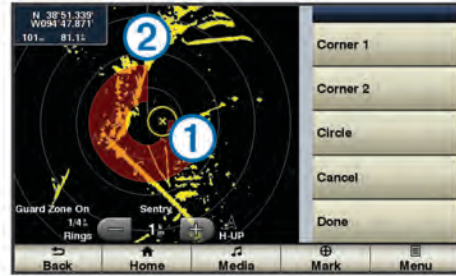 N 38°51.339'
W094°47.871'
101m 81.1
2
1
Corner 1
Corner 2
Circle
Cancel
Done
Guard Zone On
Sentry
1/4
Rings
− 1 +
H-UP
Back Home Media Mark Menu